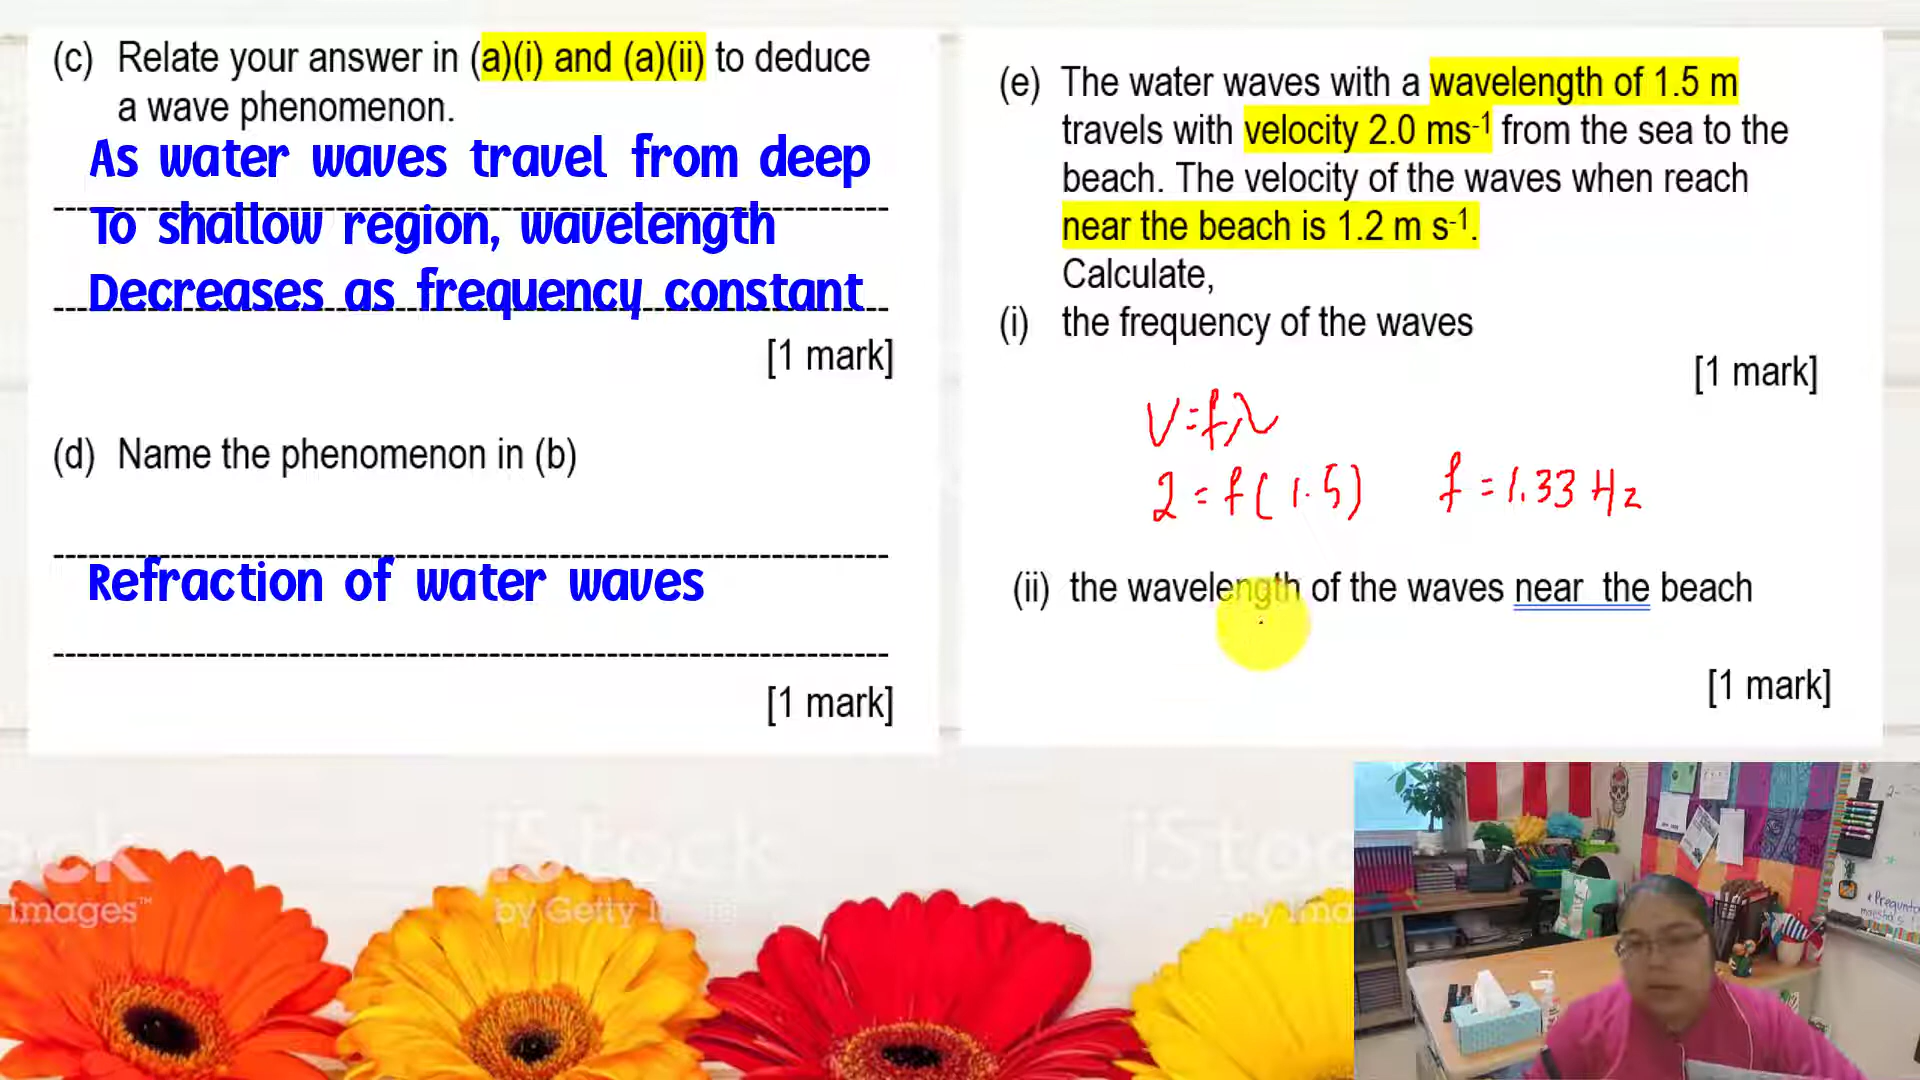 (c) Relate your answer in (a)(i) and (a)(ii) to deduce
a wave phenomenon.
As water waves travel from deep
To shallow region, wavelength
Decreases as frequency constant
[1 mark]
(d) Name the phenomenon in (b)
Refraction of water waves
[1 mark]
(e) The water waves with a wavelength of 1.5 m
travels with velocity 2.0 ms⁻¹ from the sea to the
beach. The velocity of the waves when reach
near the beach is 1.2 m s⁻¹.
Calculate,
(i) the frequency of the waves
[1 mark]
V=fλ
2 = f(1.5) f = 1.33 Hz
(ii) the wavelength of the waves near the beach
[1 mark]
iStock
by Getty
Images™